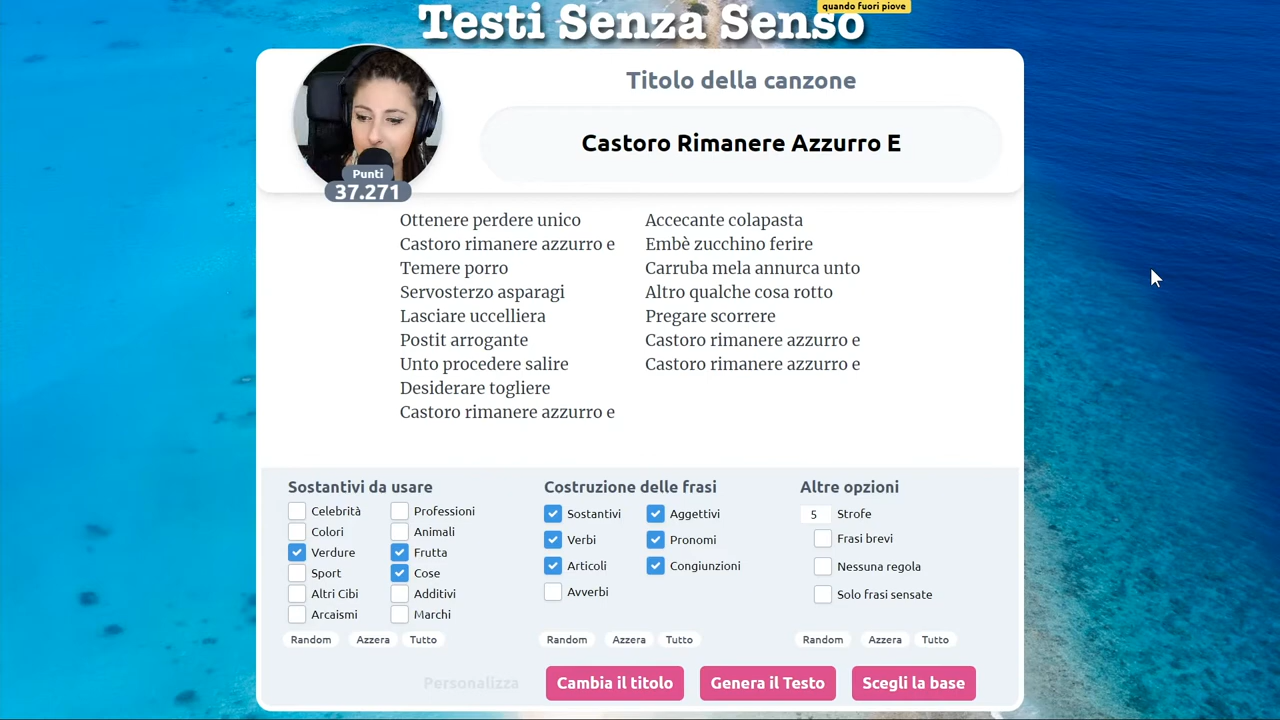 quando fuori piove
Testi Senza Senso
Titolo della canzone
Castoro Rimanere Azzurro E
Punti
37.271
Ottenere perdere unico
Castoro rimanere azzurro e
Temere porro
Servosterzo asparagi
Lasciare uccelliera
Postit arrogante
Unto procedere salire
Desiderare togliere
Castoro rimanere azzurro e
Accecante colapasta
Embè zucchino ferire
Carruba mela annurca unto
Altro qualche cosa rotto
Pregare scorrere
Castoro rimanere azzurro e
Castoro rimanere azzurro e
Sostantivi da usare
Celebrità
Professioni
Colori
Animali
Verdure
Frutta
Sport
Cose
Altri Cibi
Additivi
Arcaismi
Marchi
Random Azzera Tutto
Costruzione delle frasi
Sostantivi
Aggettivi
Verbi
Pronomi
Articoli
Congiunzioni
Avverbi
Random Azzera Tutto
Altre opzioni
5 Strofe
Frasi brevi
Nessuna regola
Solo frasi sensate
Random Azzera Tutto
Personalizza
Cambia il titolo
Genera il Testo
Scegli la base